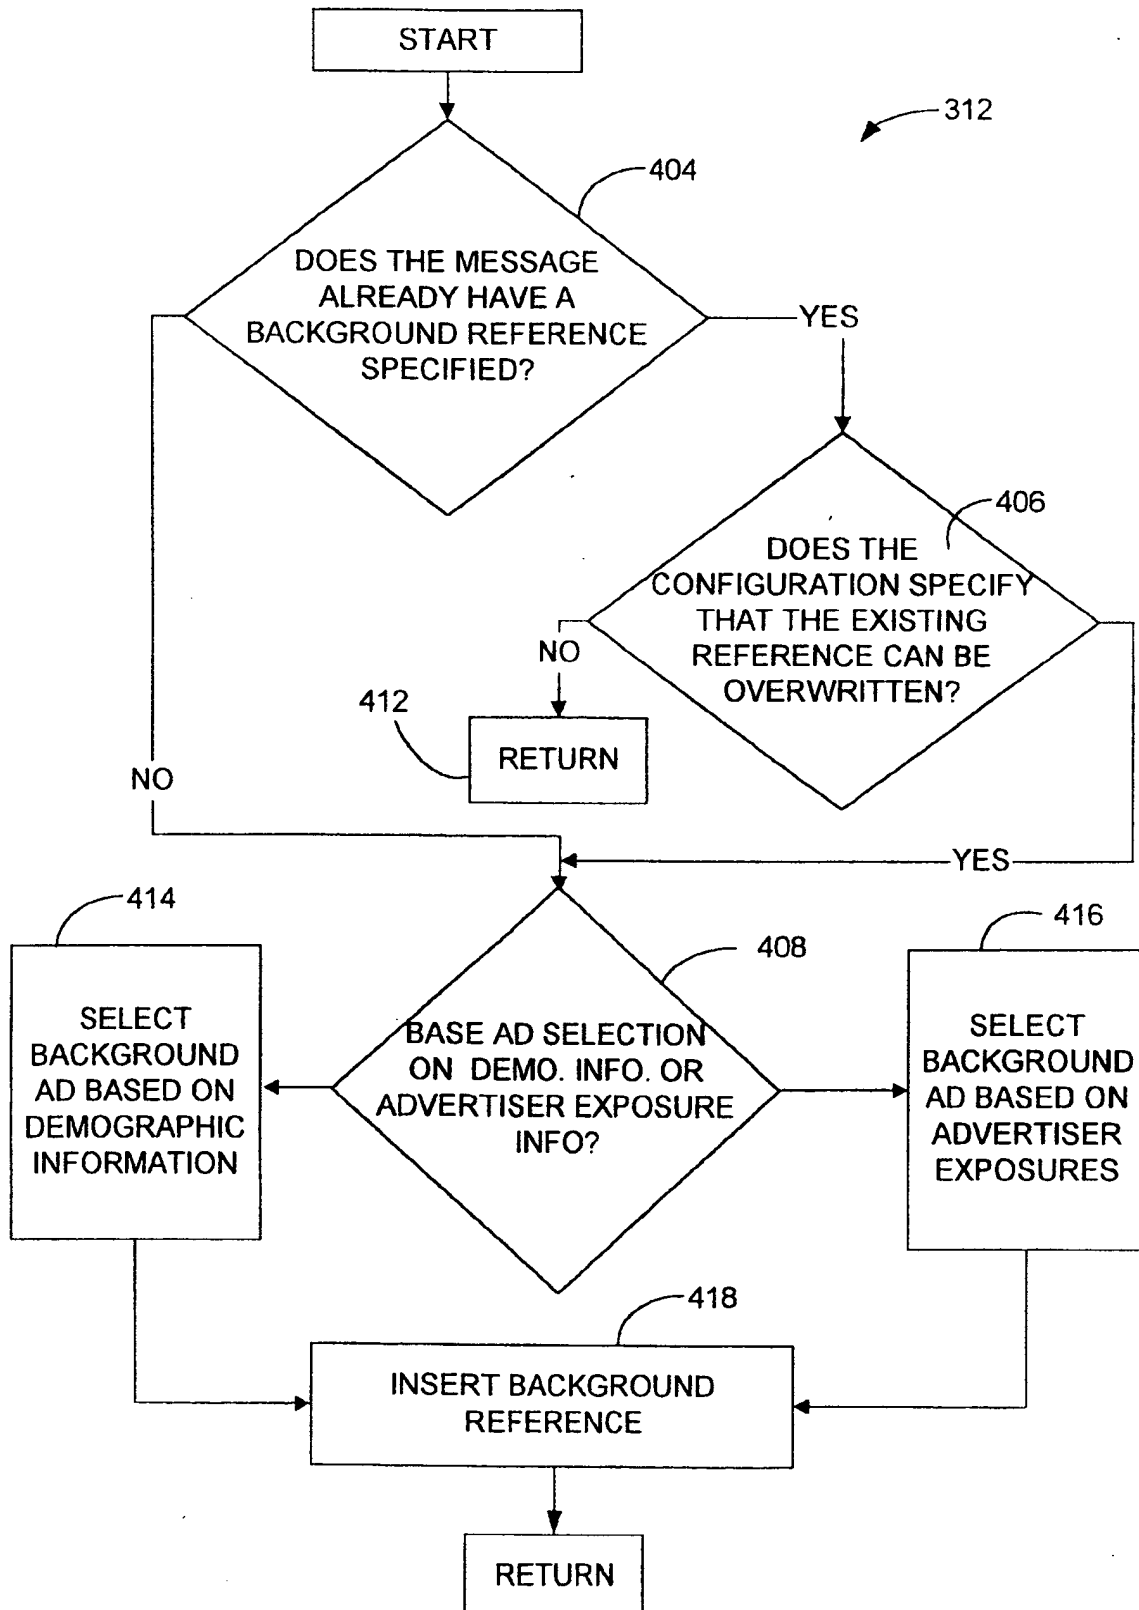 START
312
404
DOES THE MESSAGE
ALREADY HAVE A
BACKGROUND REFERENCE
SPECIFIED?
YES
406
DOES THE
CONFIGURATION SPECIFY
THAT THE EXISTING
REFERENCE CAN BE
OVERWRITTEN?
NO
412
RETURN
NO
YES
414
408
416
SELECT
BACKGROUND
AD BASED ON
DEMOGRAPHIC
INFORMATION
BASE AD SELECTION
ON DEMO. INFO. OR
ADVERTISER EXPOSURE
INFO?
SELECT
BACKGROUND
AD BASED ON
ADVERTISER
EXPOSURES
418
INSERT BACKGROUND
REFERENCE
RETURN